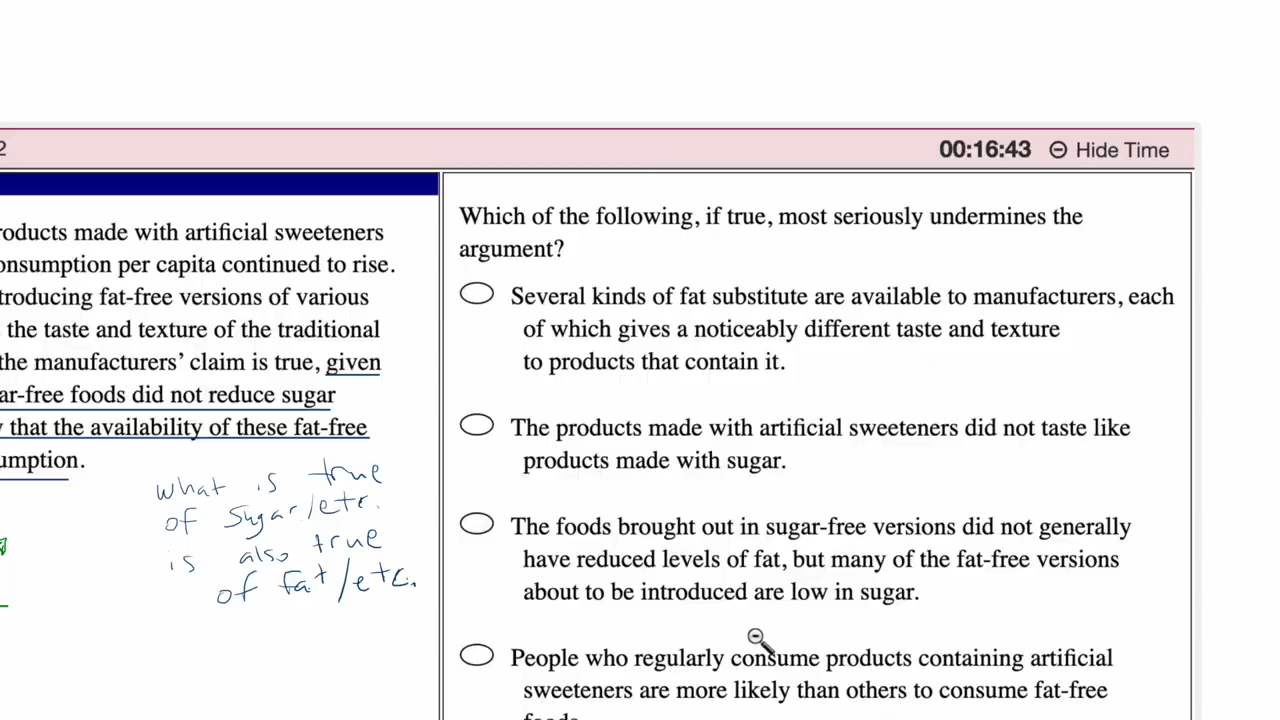 2
00:16:43 Hide Time
roducts made with artificial sweeteners
onsumption per capita continued to rise.
troducing fat-free versions of various
the taste and texture of the traditional
the manufacturers' claim is true, given
ar-free foods did not reduce sugar
that the availability of these fat-free
umption.
what is true
of sugar/etc.
is also true
of fat/etc.
Which of the following, if true, most seriously undermines the
argument?
Several kinds of fat substitute are available to manufacturers, each
of which gives a noticeably different taste and texture
to products that contain it.
The products made with artificial sweeteners did not taste like
products made with sugar.
The foods brought out in sugar-free versions did not generally
have reduced levels of fat, but many of the fat-free versions
about to be introduced are low in sugar.
People who regularly consume products containing artificial
sweeteners are more likely than others to consume fat-free
foods.